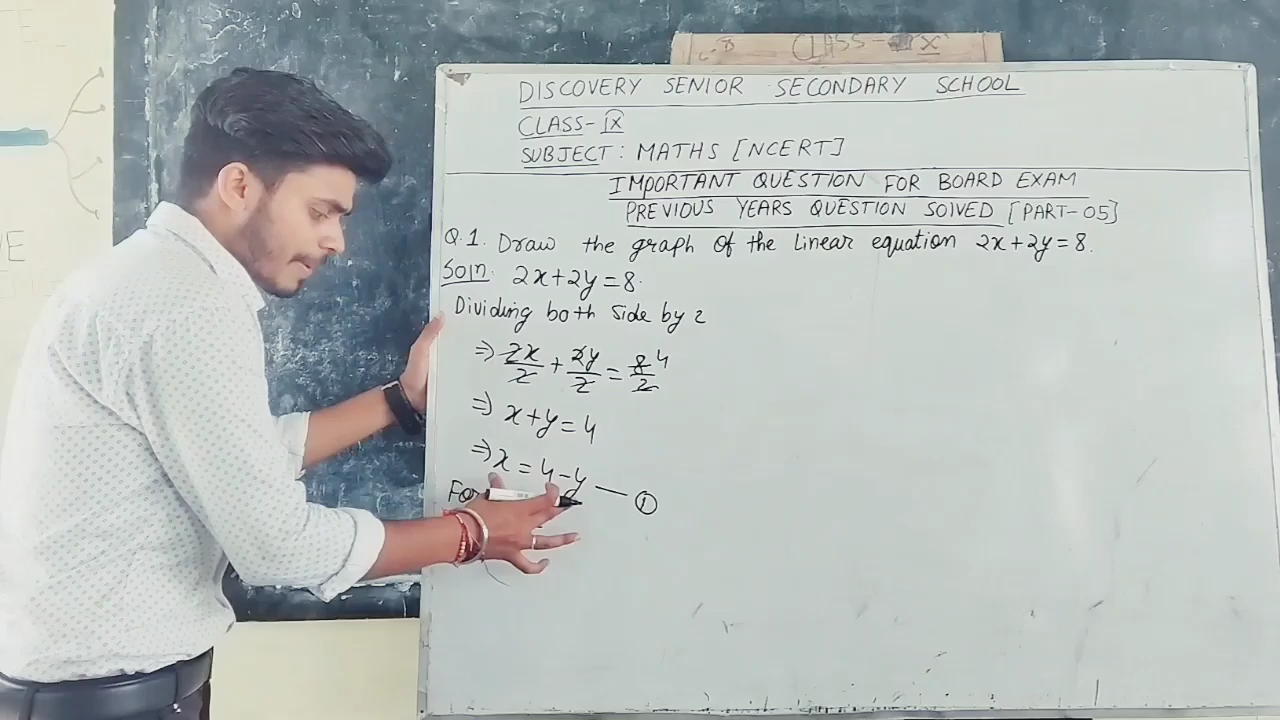 CLASS - IX
DISCOVERY SENIOR SECONDARY SCHOOL
CLASS-IX
SUBJECT: MATHS [NCERT]
IMPORTANT QUESTION FOR BOARD EXAM
PREVIOUS YEARS QUESTION SOLVED [PART-05]
Q.1. Draw the graph of the linear equation 2x+2y=8.
Soln. 2x+2y=8.
Dividing both side by 2
⇒ 2x/2 + 2y/2 = 8/2 4
⇒ x+y=4
⇒ x=4-y — ①
For